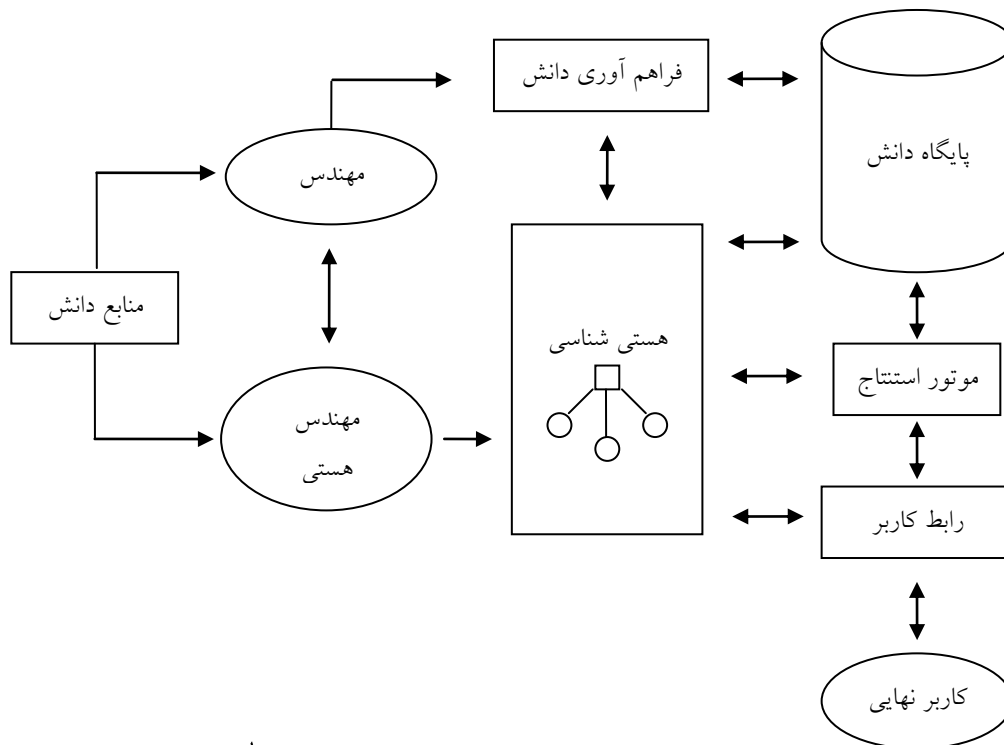 فراهم آوری دانش
پایگاه دانش
مهندس
منابع دانش
هستی شناسی
موتور استنتاج
مهندس
هستی
رابط کاربر
کاربر نهایی